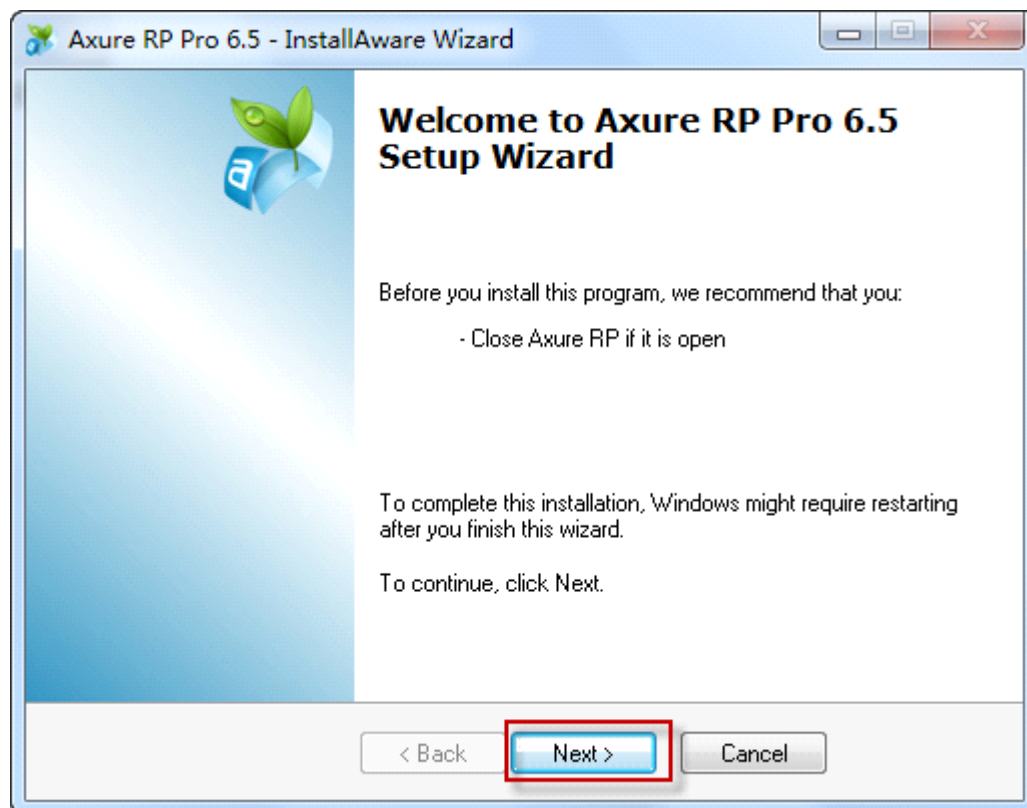 Axure RP Pro 6.5 - InstallAware Wizard
a
Welcome to Axure RP Pro 6.5
Setup Wizard
Before you install this program, we recommend that you:
- Close Axure RP if it is open
To complete this installation, Windows might require restarting
after you finish this wizard.
To continue, click Next.
< Back Next > Cancel